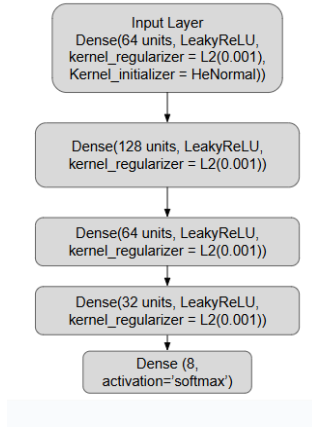 Input Layer
Dense(64 units, LeakyReLU,
kernel_regularizer = L2(0.001),
Kernel_initializer = HeNormal))
Dense(128 units, LeakyReLU,
kernel_regularizer = L2(0.001))
Dense(64 units, LeakyReLU,
kernel_regularizer = L2(0.001))
Dense(32 units, LeakyReLU,
kernel_regularizer = L2(0.001))
Dense (8,
activation=’softmax’)